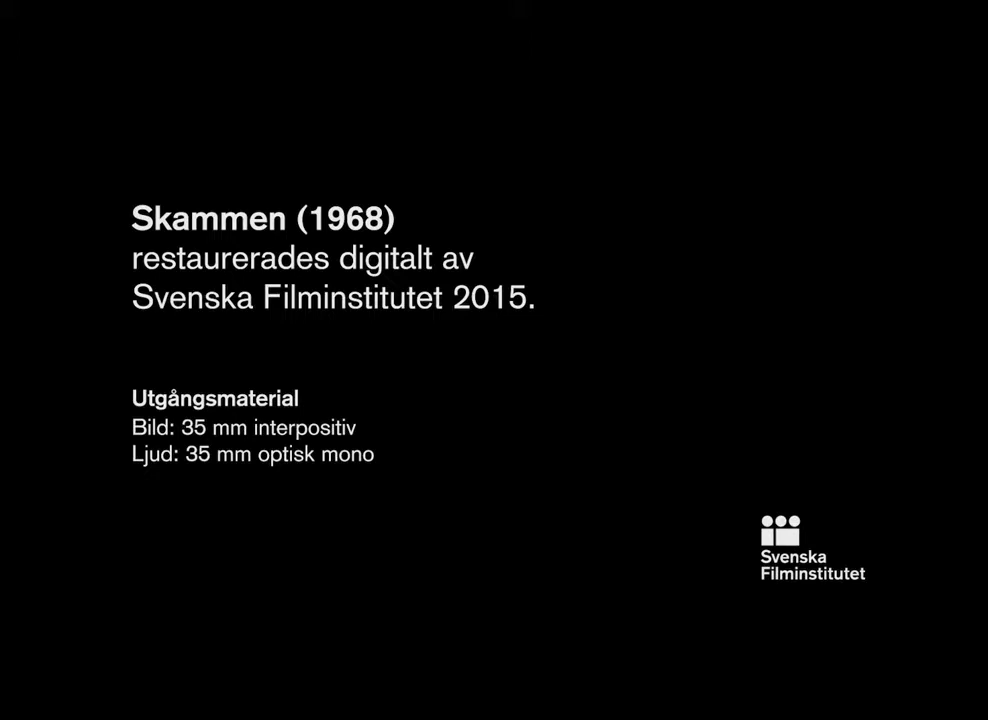 Skammen (1968)
restaurerades digitalt av
Svenska Filminstitutet 2015.
Utgångsmaterial
Bild: 35 mm interpositiv
Ljud: 35 mm optisk mono
Svenska
Filminstitutet